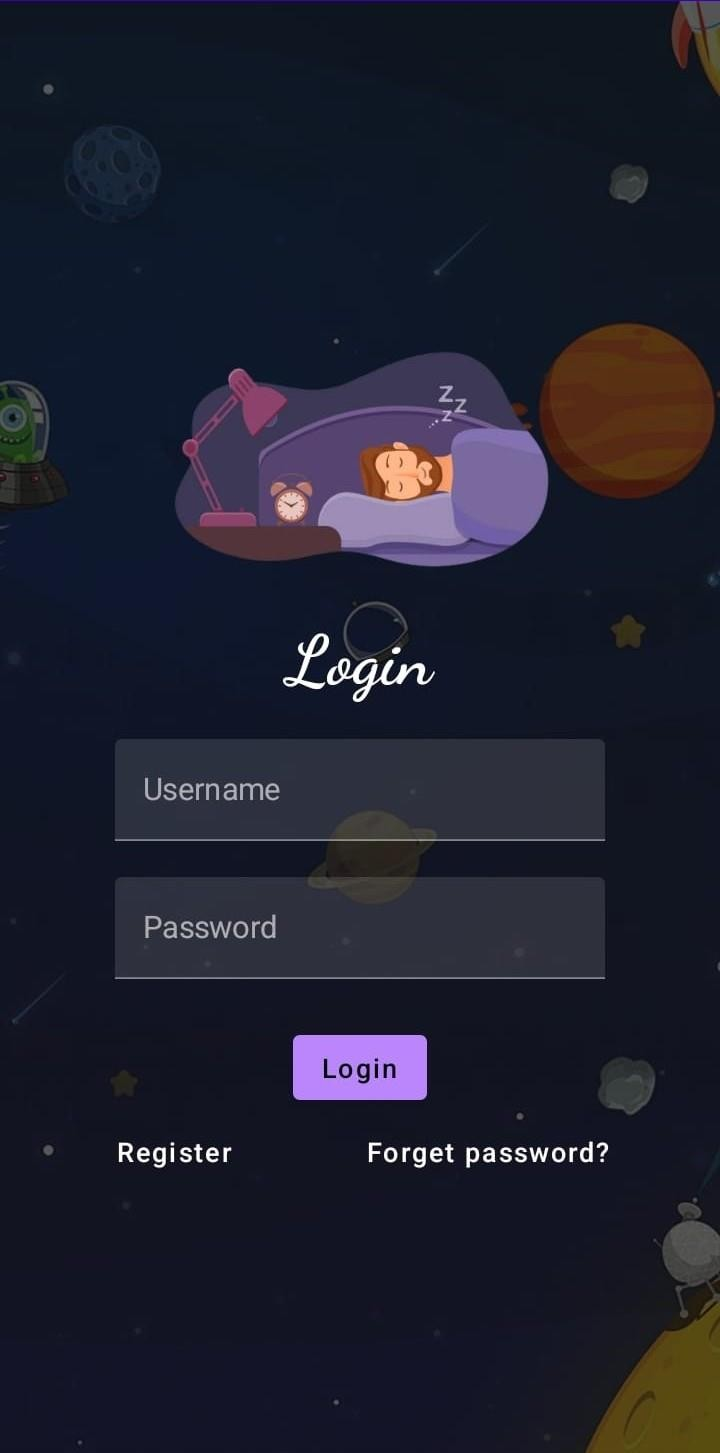 Z
Z
Z
Login
Username
Password
Login
Register
Forget password?